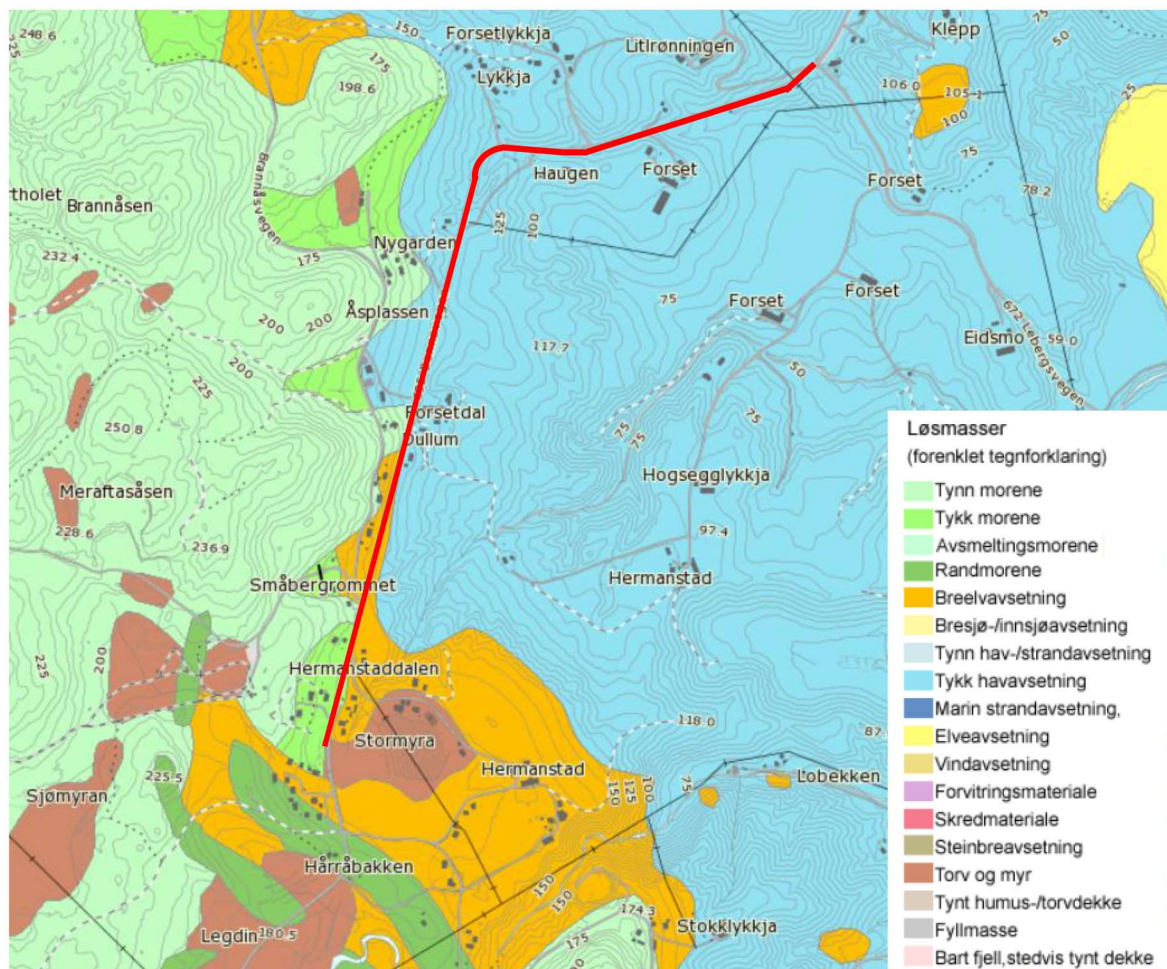 248.6
225
150
Forsetlykkja
Litlrønningen
Klepp
75
50
175
Lykkja
198.6
106.0
105.1
100
25
75
Brannåsvegen
Haugen
Forset
Forset
78.2
rtholet
Brannåsen
125
100
Nygarden
175
232.4
75
Forset
Forset
200
200
Åsplassen
672 Lebergsvegen
117.7
Eidsmo
59.0
200
50
225
250.8
Forsetdal
75
Dullum
75
75
Hogsegglykkja
Meraftasåsen
228.6
97.4
236.9
Småbergrommet
Hermanstad
Hermanstaddalen
225
200
118.0
87.
Stormyra
Hermanstad
Lobekken
225.5
100
125
150
75
Sjømyran
Hårråbakken
150
174.3
Legdin
180.5
Stokklykkja
175
Løsmasser
(forenklet tegnforklaring)
Tynn morene
Tykk morene
Avsmeltingsmorene
Randmorene
Breelvavsetning
Bresjø-/innsjøavsetning
Tynn hav-/strandavsetning
Tykk havavsetning
Marin strandavsetning,
Elveavsetning
Vindavsetning
Forvitringsmateriale
Skredmateriale
Steinbreavsetning
Torv og myr
Tynt humus-/torvdekke
Fyllmasse
Bart fjell,stedvis tynt dekke